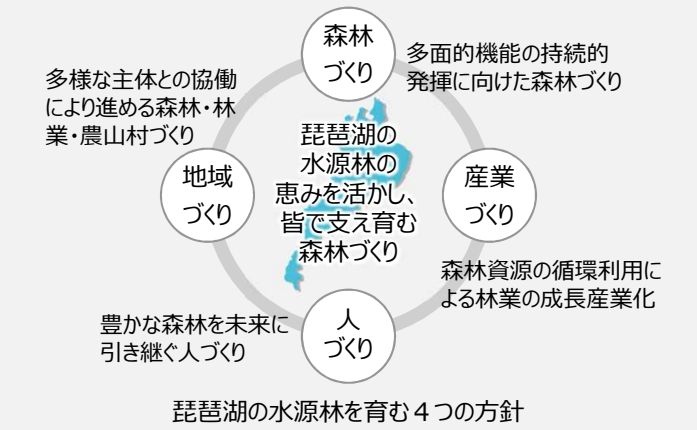 森林
づくり
多面的機能の持続的
発揮に向けた森林づくり
多様な主体との協働
により進める森林・林
業・農山村づくり
地域
づくり
琵琶湖の
水源林の
恵みを活かし、
皆で支え育む
森林づくり
産業
づくり
森林資源の循環利用に
よる林業の成長産業化
人
づくり
豊かな森林を未来に
引き継ぐ人づくり
琵琶湖の水源林を育む４つの方針